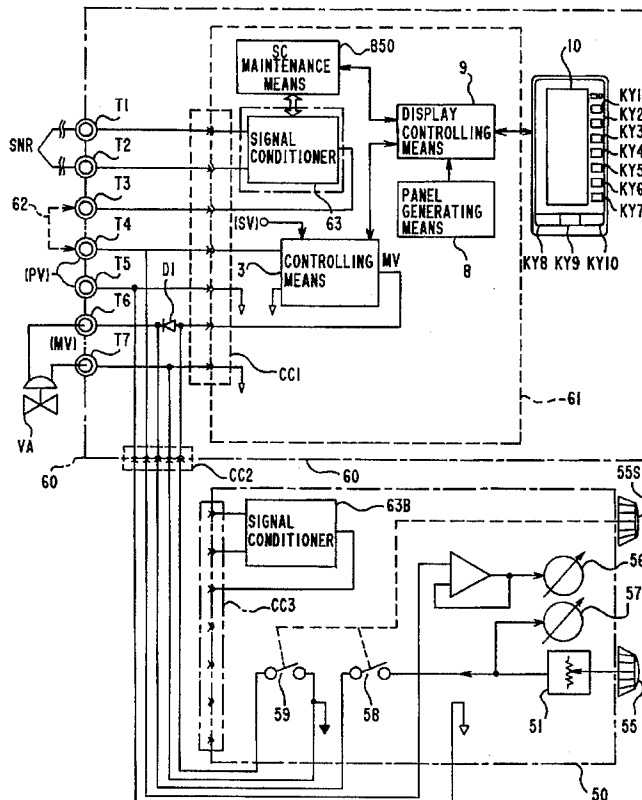 850
SC
MAINTENANCE
MEANS
9
10
KY1
KY2
KY3
KY4
KY5
KY6
KY7
T1
SNR
T2
SIGNAL
CONDITIONER
DISPLAY
CONTROLLING
MEANS
T3
62
63
PANEL
GENERATING
MEANS
8
KY8
KY9
KY10
T4
(SV)
(PV)
T5
3
CONTROLLING
MEANS
MV
T6
D1
(MV)
T7
CC1
61
VA
60
CC2
60
55S
63B
SIGNAL
CONDITIONER
56
CC3
57
59
58
51
55
50